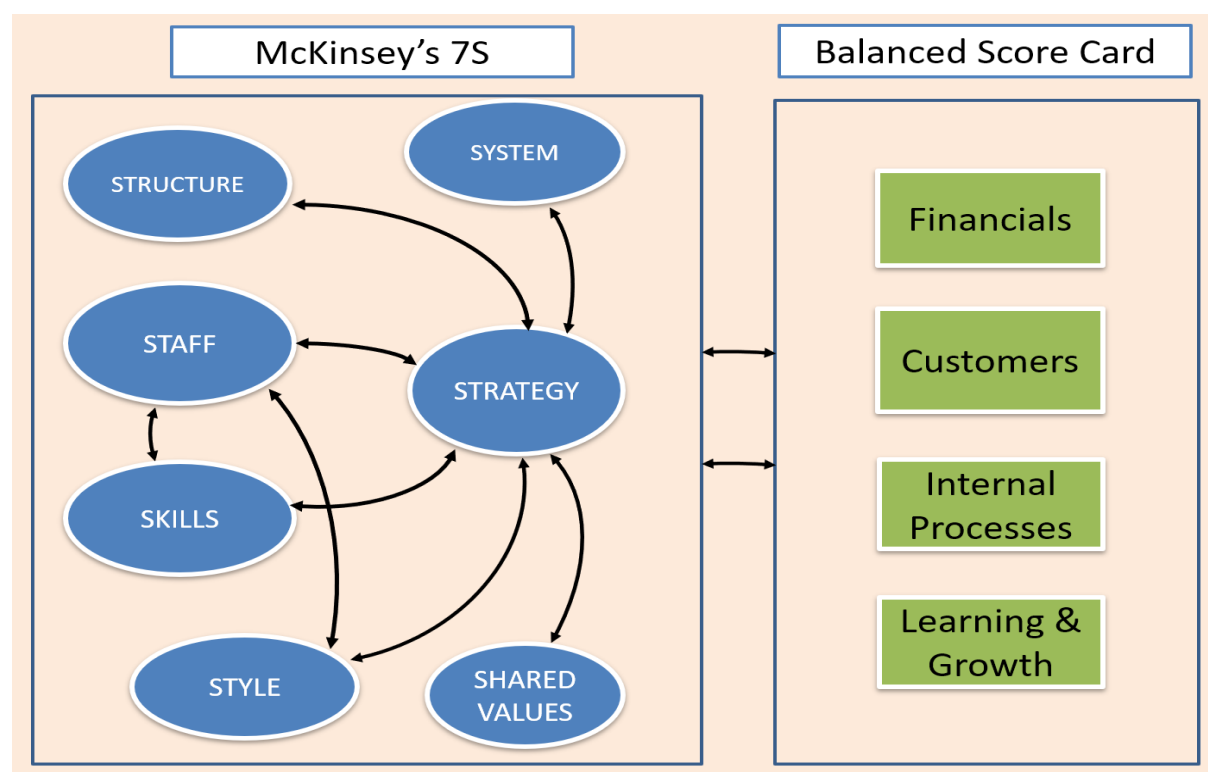 McKinsey’s 7S
STRUCTURE
SYSTEM
STAFF
STRATEGY
SKILLS
STYLE
SHARED
VALUES
Balanced Score Card
Financials
Customers
Internal
Processes
Learning &
Growth